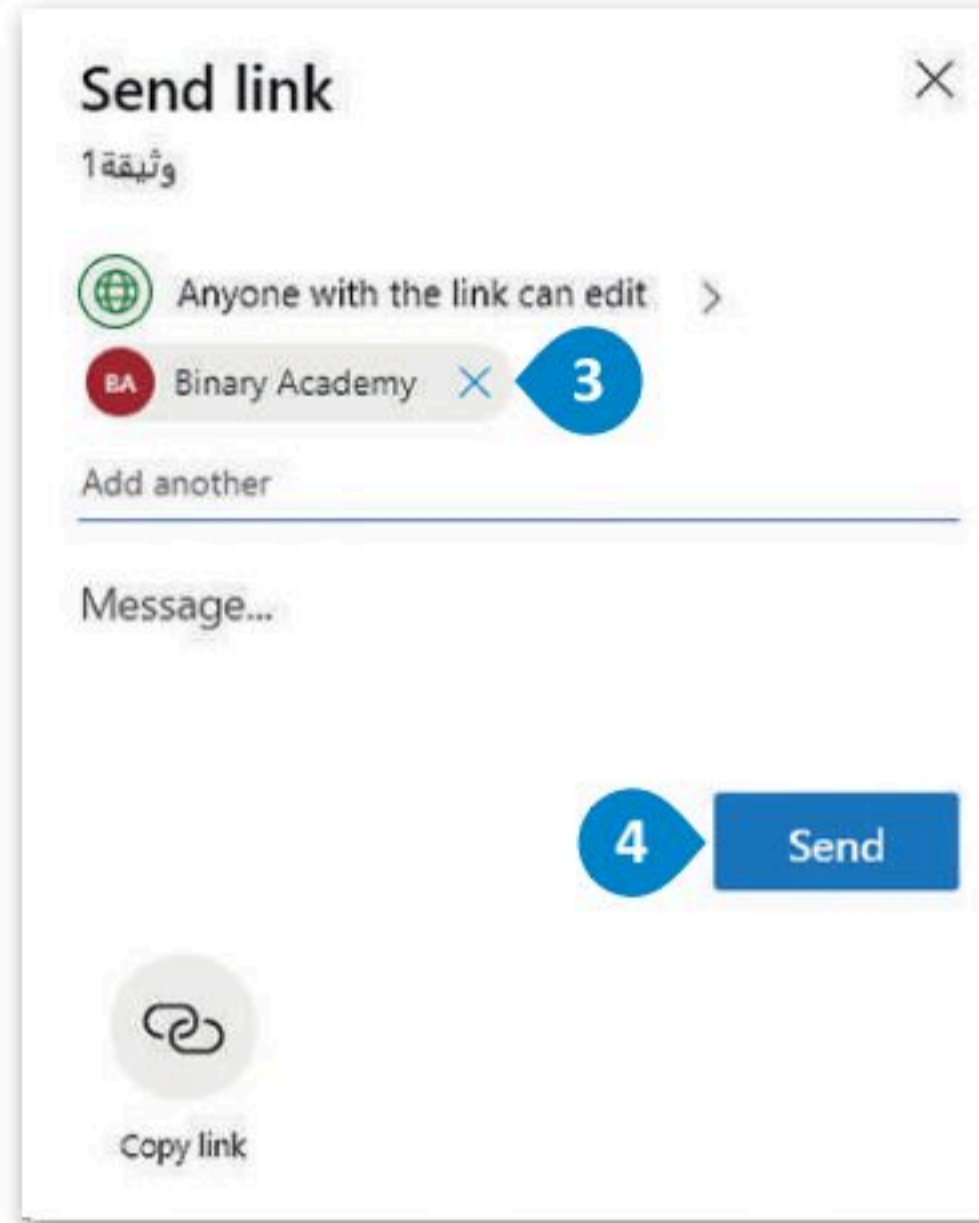 Send link
وثيقة1
Anyone with the link can edit
BA Binary Academy 3
Add another
Message...
4 Send
Copy link